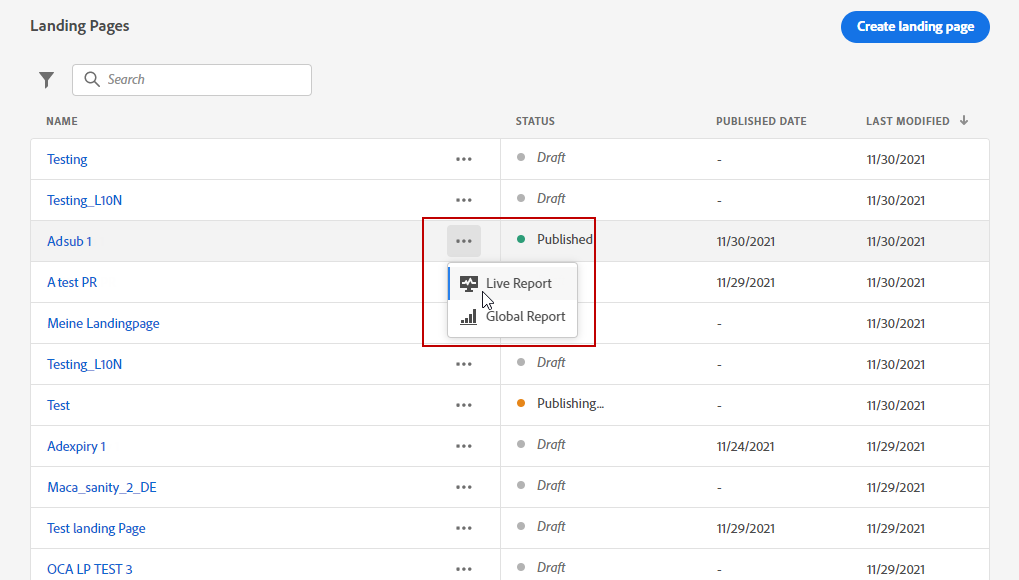 Landing Pages
Create landing page
Search
NAME STATUS PUBLISHED DATE LAST MODIFIED
Testing ••• Draft - 11/30/2021
Testing_L10N ••• Draft - 11/30/2021
Adsub 1 ••• Published 11/30/2021 11/30/2021
A test PR 11/29/2021 11/30/2021
Live Report
Global Report
Meine Landingpage - 11/30/2021
Testing_L10N ••• Draft - 11/30/2021
Test ••• Publishing... - 11/30/2021
Adexpiry 1 ••• Draft 11/24/2021 11/29/2021
Maca_sanity_2_DE ••• Draft - 11/29/2021
Test landing Page ••• Draft 11/29/2021 11/29/2021
OCA LP TEST 3 ••• Draft - 11/29/2021